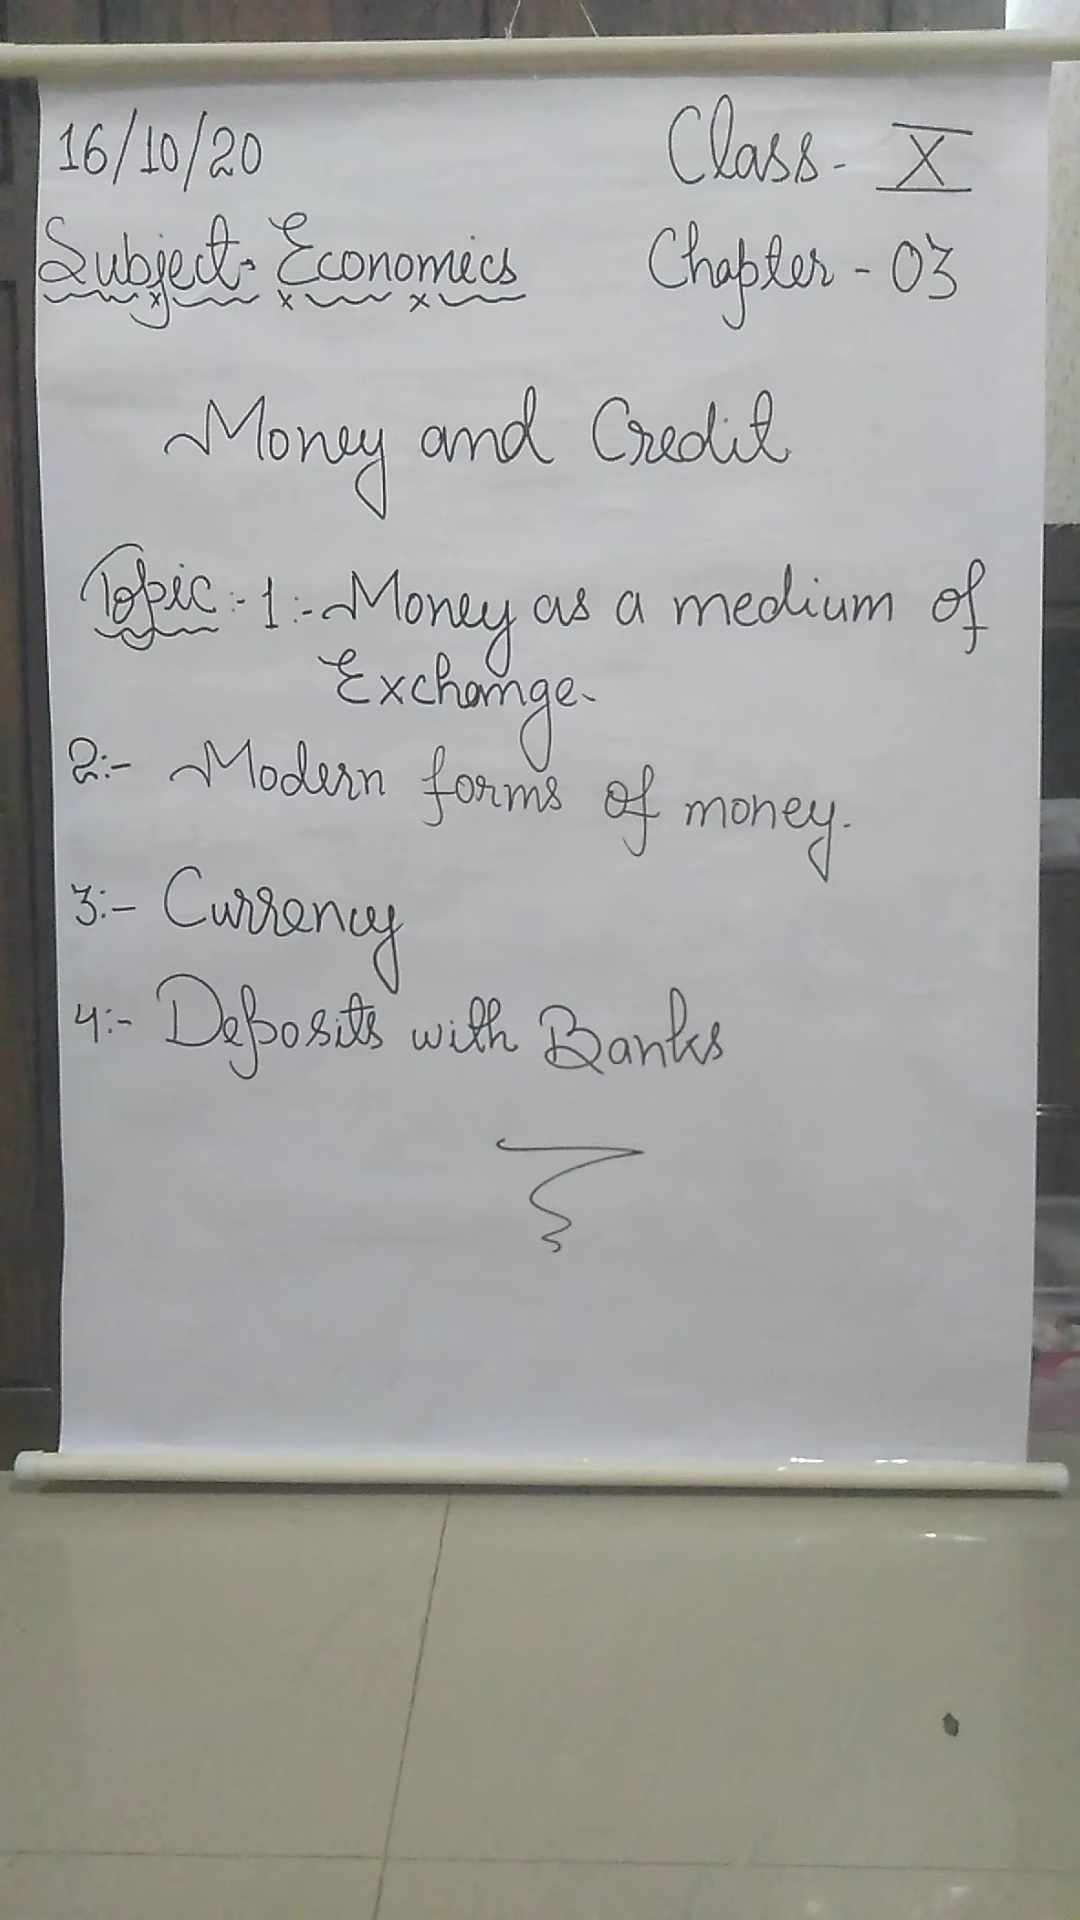 16/10/20 Class - X
Subject - Economics Chapter - 03
Money and Credit
Topic :- 1 :- Money as a medium of
Exchange.
2:- Modern forms of money.
3:- Currency
4:- Deposits with Banks